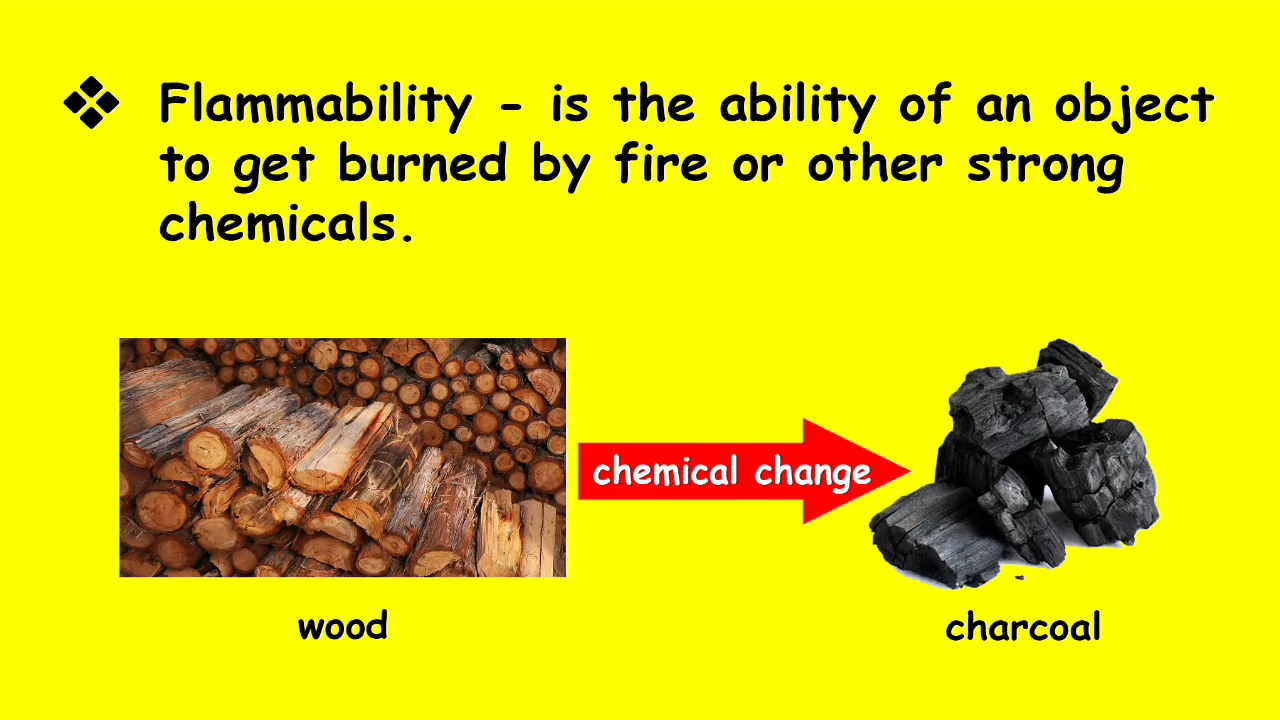 ❖ Flammability - is the ability of an object
to get burned by fire or other strong
chemicals.
chemical change
wood
charcoal